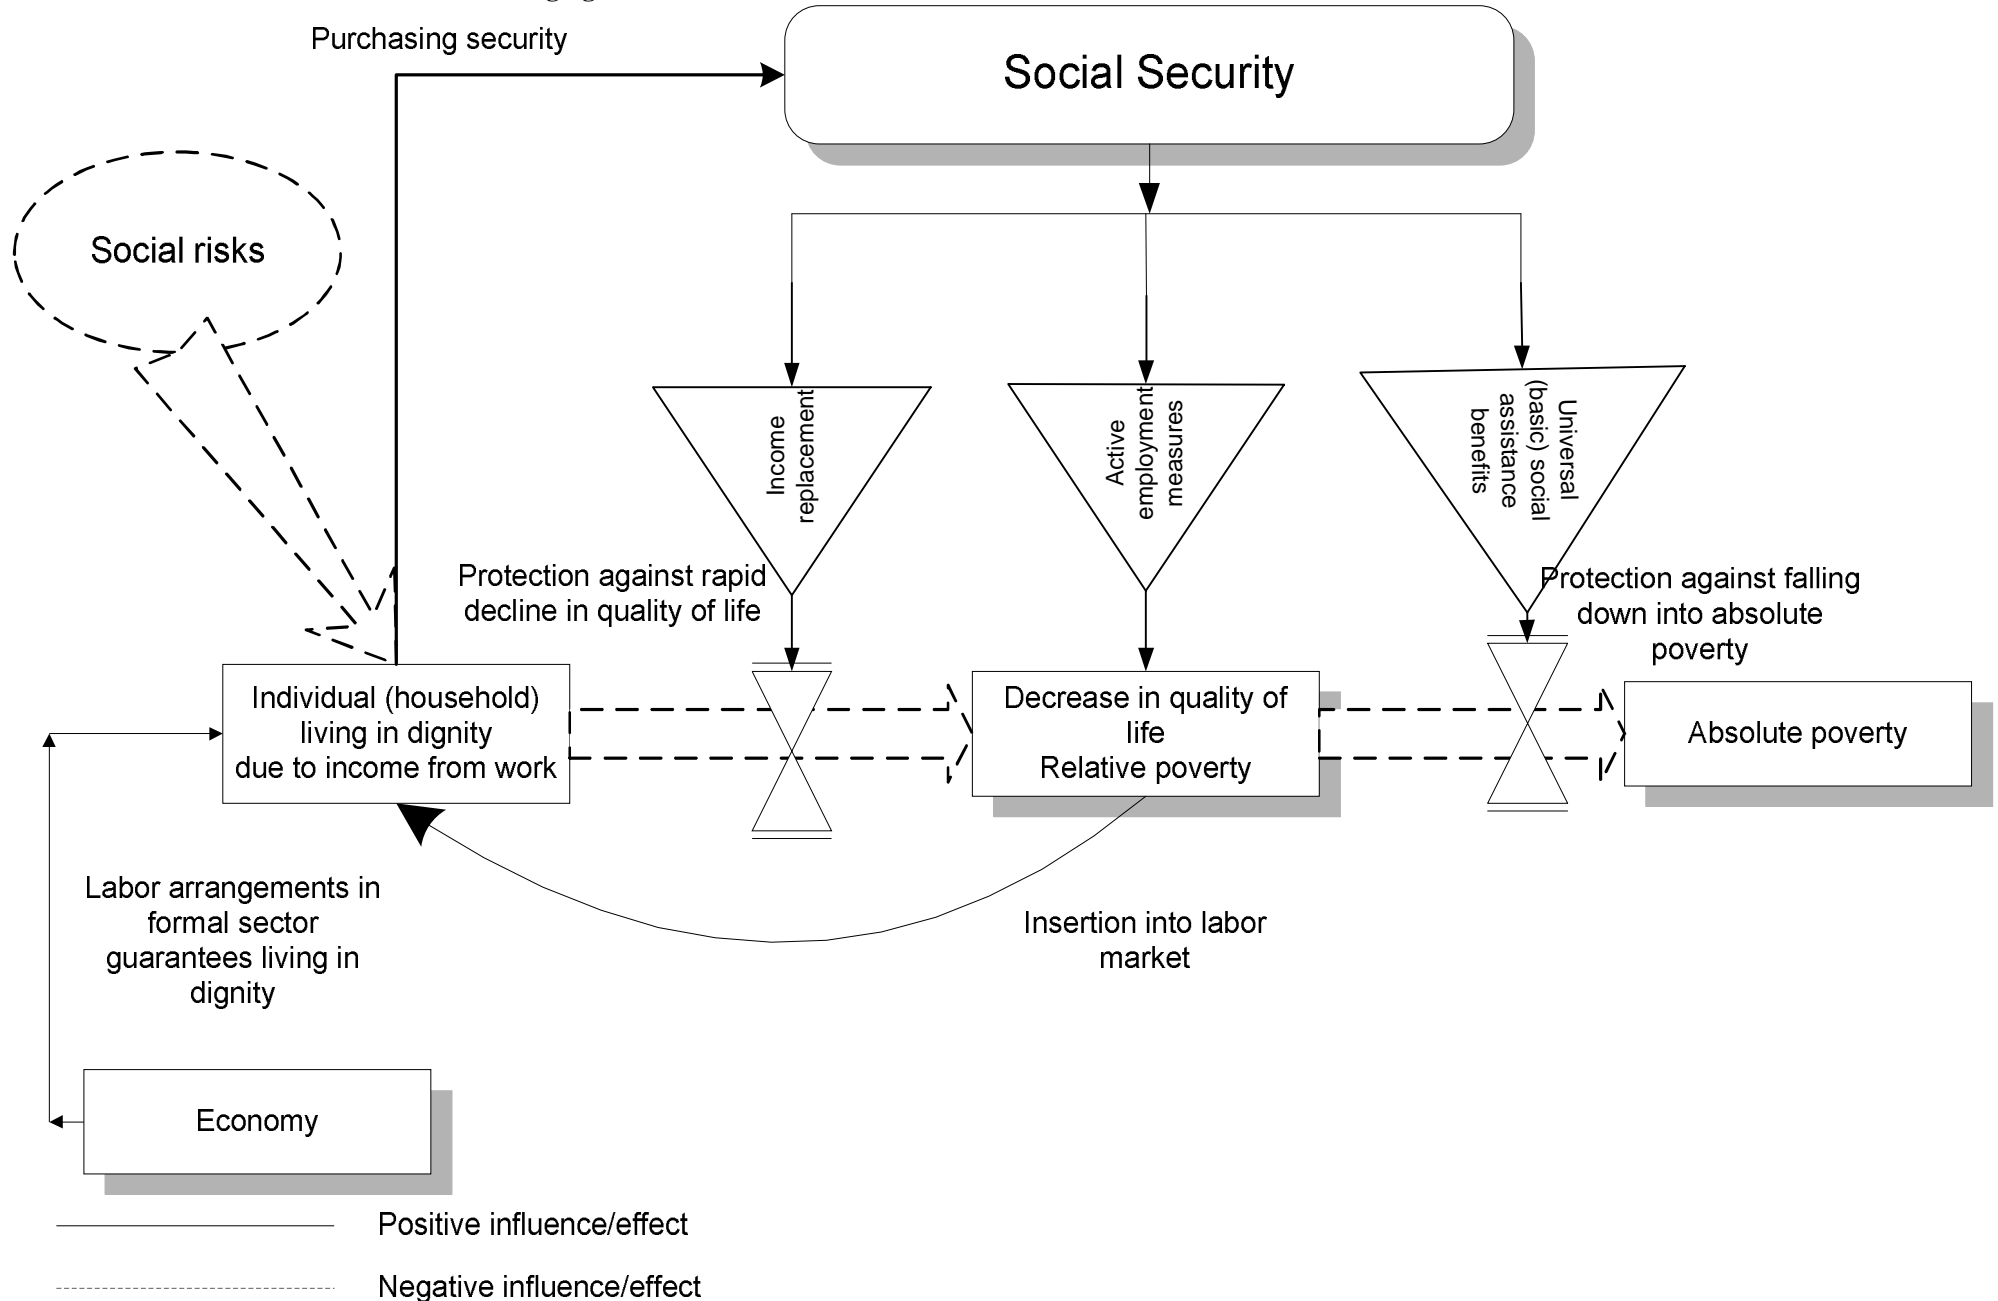 Purchasing security
Social Security
Social risks
Income
replacement
Active
employment
measures
Universal
(basic) social
assistance
benefits
Protection against rapid
decline in quality of life
Protection against falling
down into absolute
poverty
Individual (household)
living in dignity
due to income from work
Decrease in quality of
life
Relative poverty
Absolute poverty
Labor arrangements in
formal sector
guarantees living in
dignity
Insertion into labor
market
Economy
Positive influence/effect
Negative influence/effect